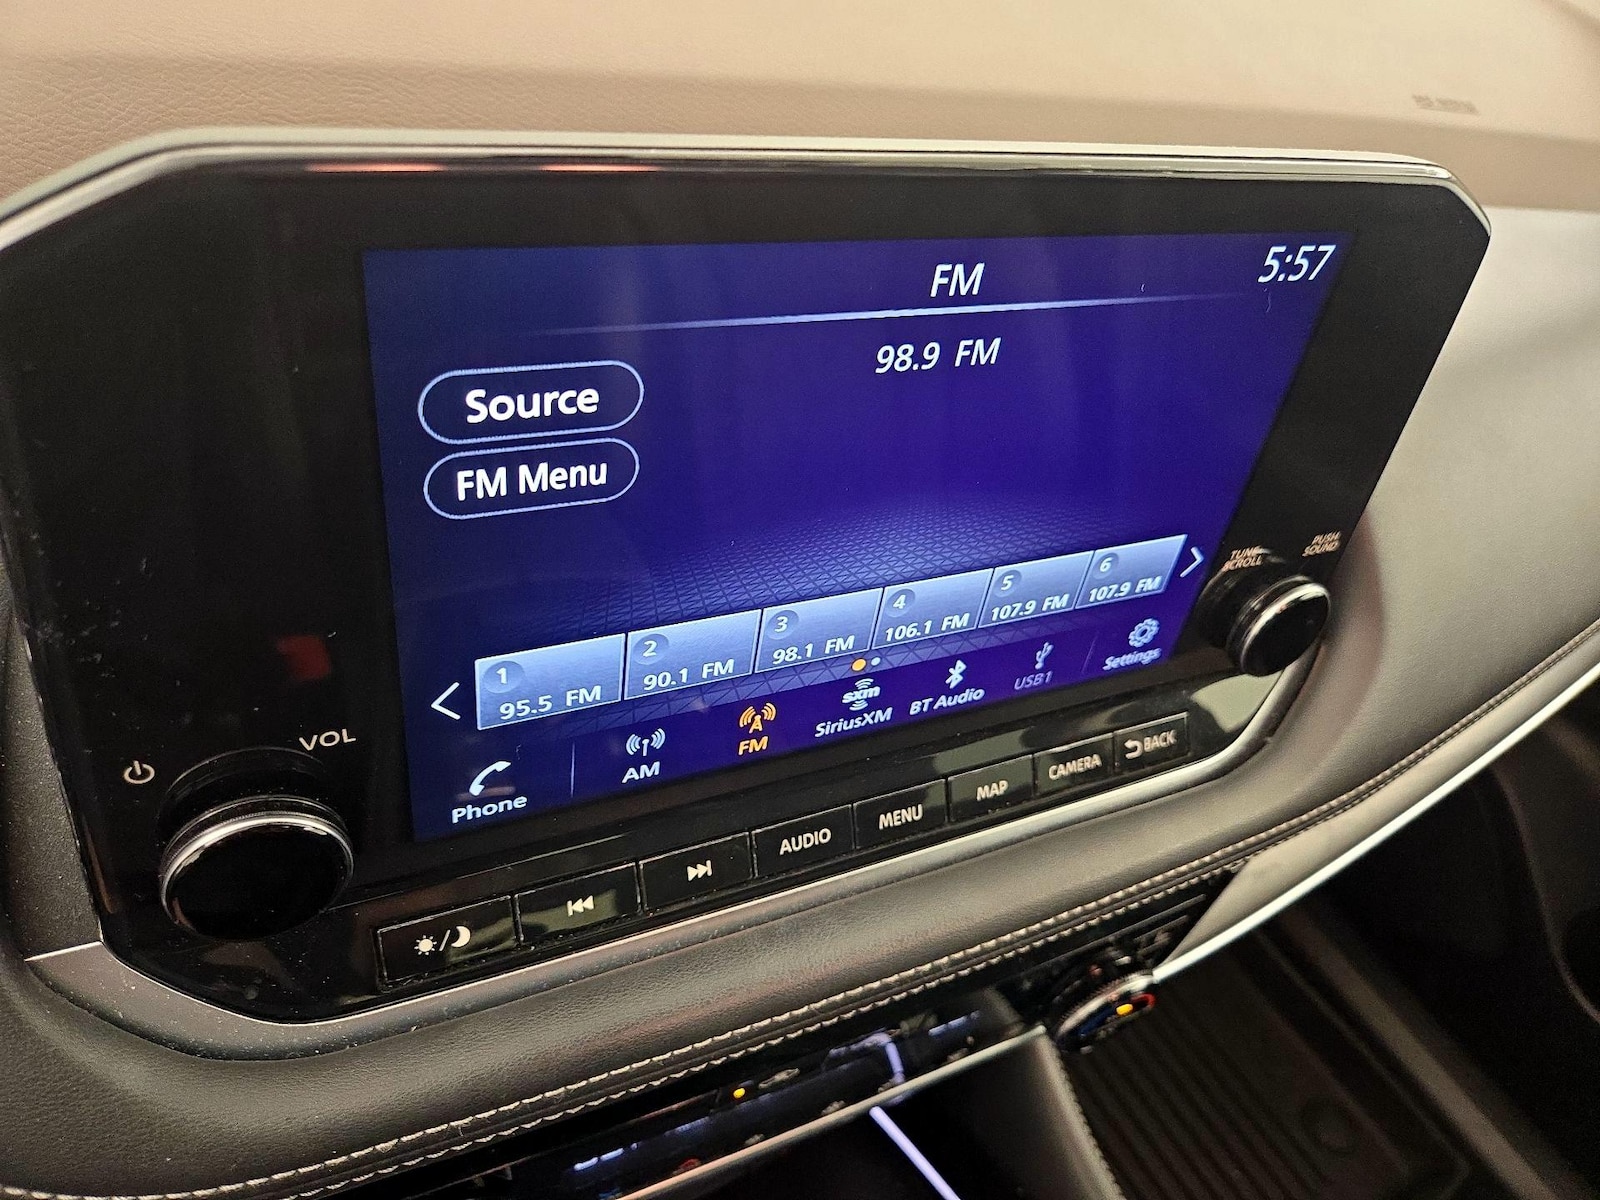 FM
5:57
98.9 FM
Source
FM Menu
1 2 3 4 5 6
95.5 FM 90.1 FM 98.1 FM 106.1 FM 107.9 FM 107.9 FM
Phone AM FM sxm SiriusXM BT Audio USB1 Settings
VOL
TUNE
SCROLL
PUSH
SOUND
AUDIO MENU MAP CAMERA BACK